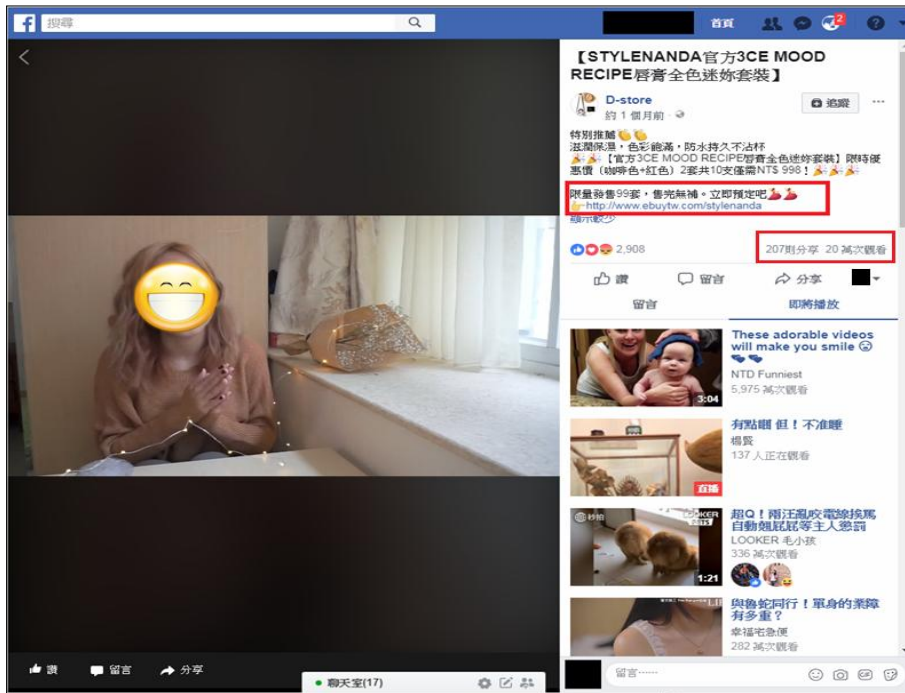 搜尋
首頁
2
【STYLENANDA官方3CE MOOD
RECIPE唇膏全色迷妳套裝】
D-store
追蹤
約 1 個月前
特別推薦
滋潤保濕，色彩飽滿，防水持久不沾杯
【官方3CE MOOD RECIPE唇膏全色迷妳套裝】限時優
惠價（咖啡色+紅色）2套共10支僅需NT$ 998！
限量發售99套，售完無補。立即預定吧
http://www.ebuytw.com/stylenanda
顯示較少
2,908
207則分享 20 萬次觀看
讚 留言 分享
留言 即將播放
These adorable videos
will make you smile
NTD Funniest
5,975 萬次觀看
3:04
有點睏 但！不准睡
楊賢
137 人正在觀看
直播
秒拍
超Q！兩汪亂咬電線挨罵
自動翹屁屁等主人懲罰
LOOKER 毛小孩
336 萬次觀看
1:21
與魯蛇同行！單身的業障
有多重？
幸福宅急便
282 萬次觀看
讚 留言 分享
聊天室(17)
留言......